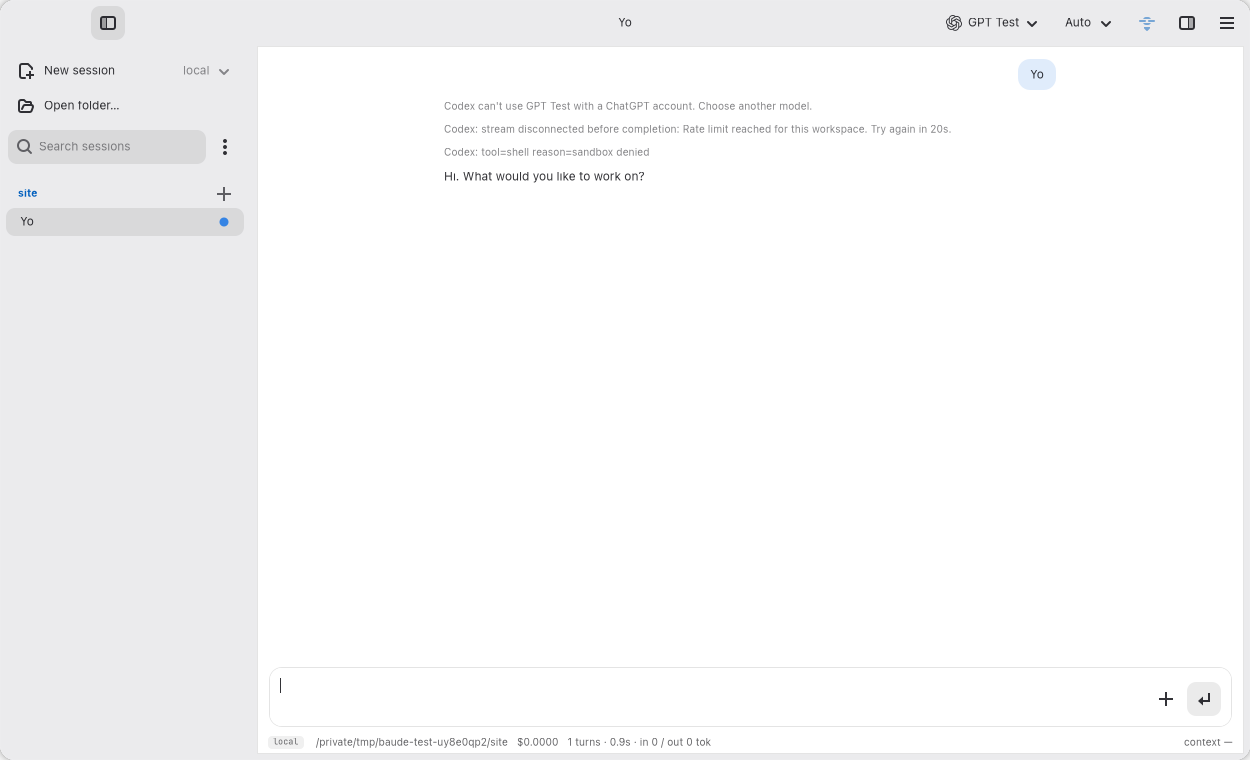 Yo
GPT Test
Auto
New session
local
Open folder...
Search sessions
site
Yo
Yo
Codex can't use GPT Test with a ChatGPT account. Choose another model.
Codex: stream disconnected before completion: Rate limit reached for this workspace. Try again in 20s.
Codex: tool=shell reason=sandbox denied
Hi. What would you like to work on?
local /private/tmp/baude-test-uy8e0qp2/site $0.0000 1 turns · 0.9s · in 0 / out 0 tok
context —